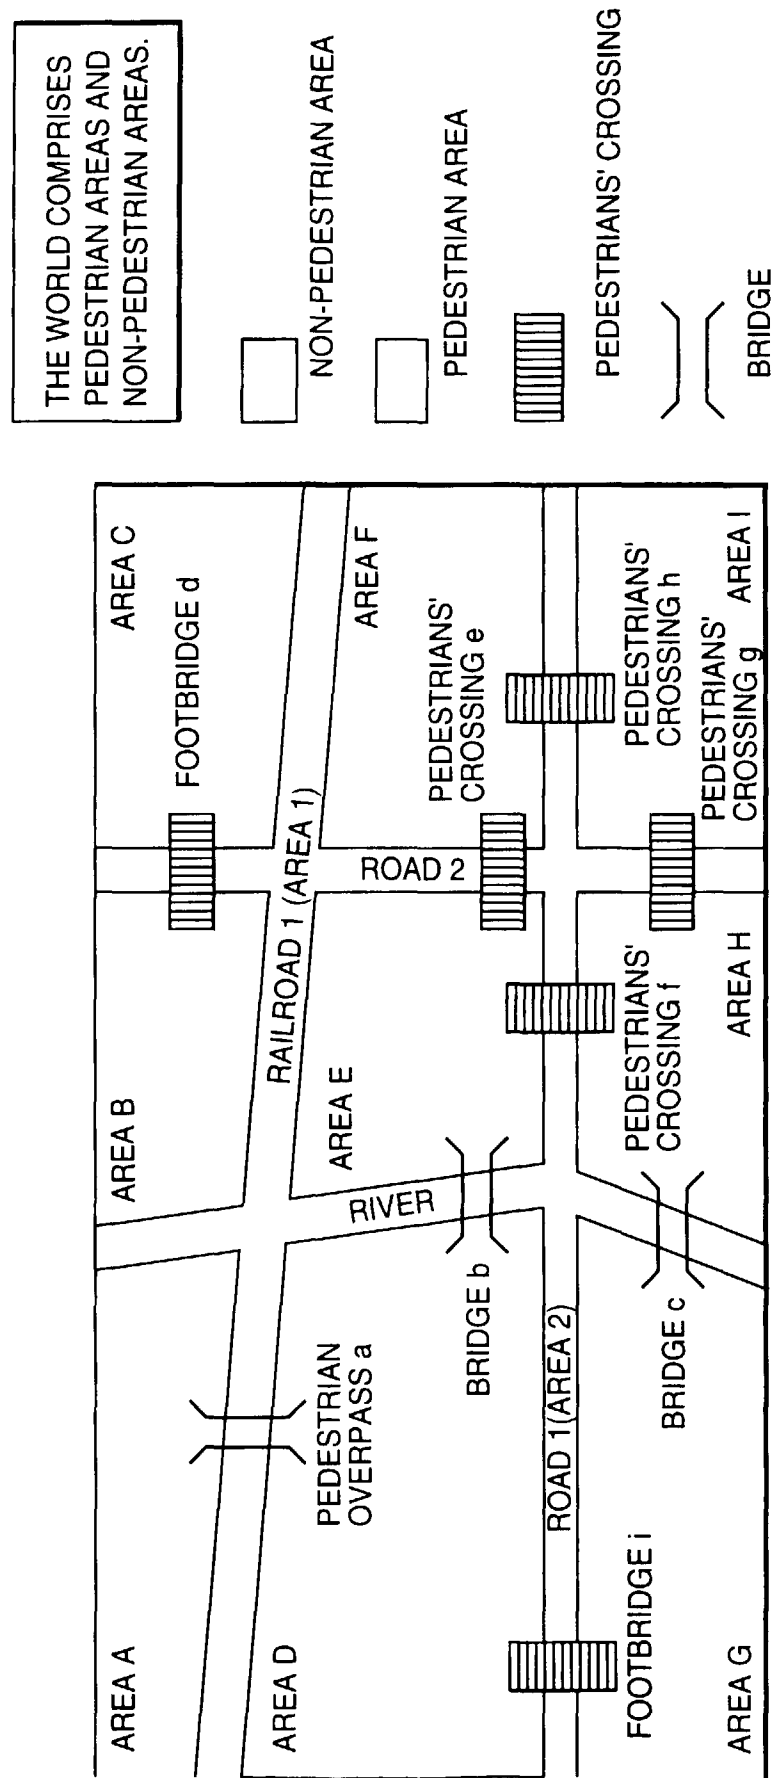 THE WORLD COMPRISES
PEDESTRIAN AREAS AND
NON-PEDESTRIAN AREAS.
NON-PEDESTRIAN AREA
PEDESTRIAN AREA
PEDESTRIANS' CROSSING
BRIDGE
AREA A
AREA B
AREA C
FOOTBRIDGE d
RAILROAD 1 (AREA 1)
AREA D
PEDESTRIAN
OVERPASS a
AREA E
AREA F
RIVER
ROAD 2
PEDESTRIANS'
CROSSING e
BRIDGE b
ROAD 1(AREA 2)
FOOTBRIDGE i
BRIDGE c
PEDESTRIANS'
CROSSING f
PEDESTRIANS'
CROSSING h
PEDESTRIANS'
CROSSING g
AREA G
AREA H
AREA I